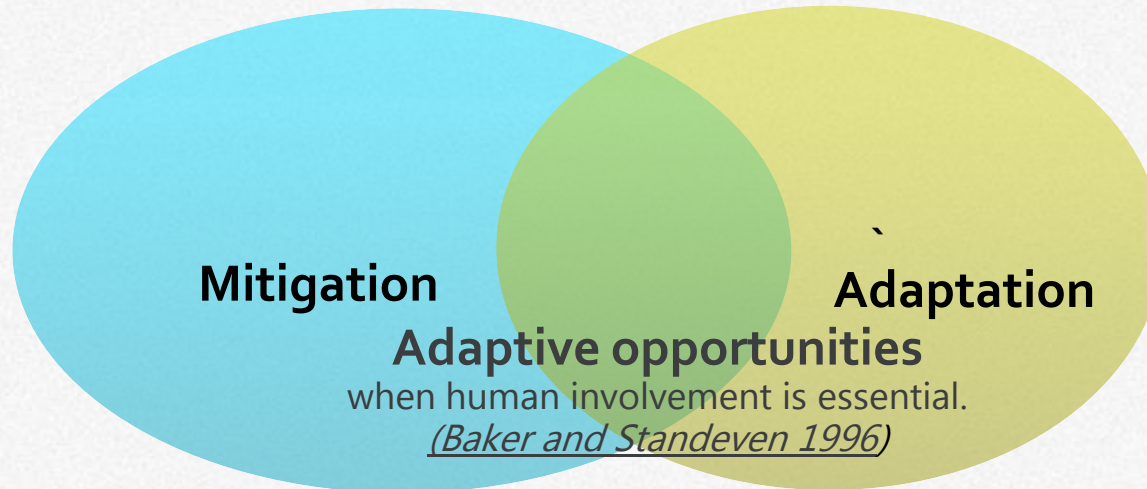 `
Mitigation
Adaptation
Adaptive opportunities
when human involvement is essential.
(Baker and Standeven 1996)